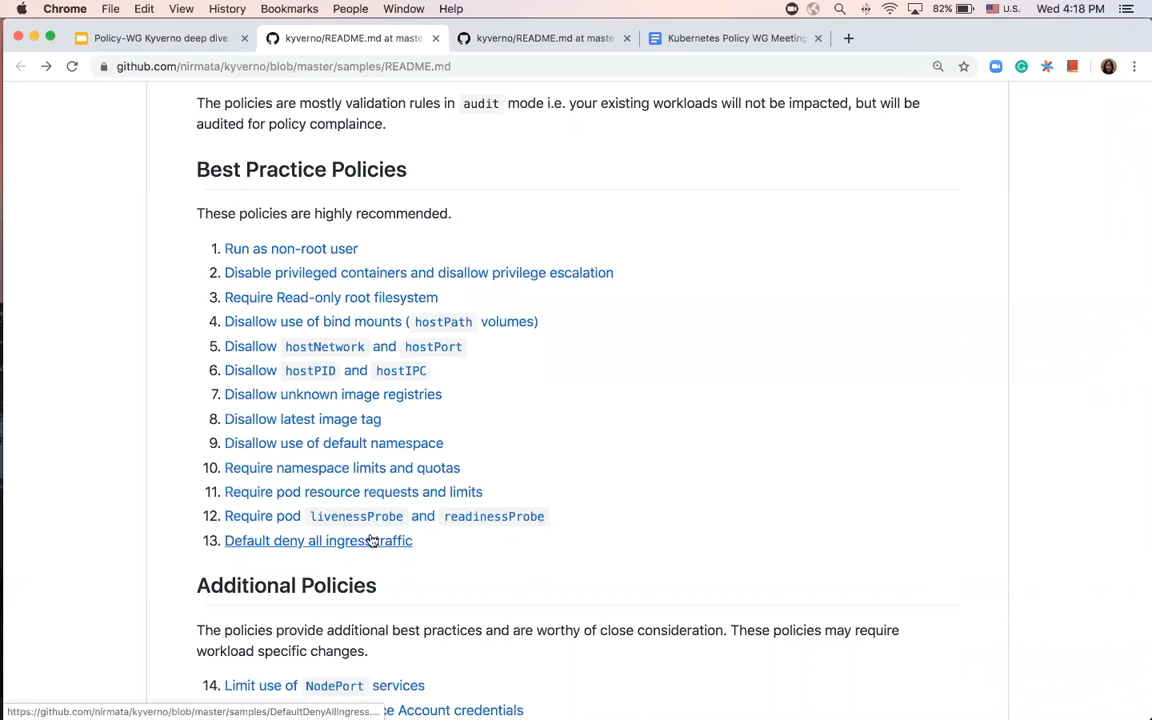 Chrome File Edit View History Bookmarks People Window Help 82% U.S. Wed 4:18 PM
Policy-WG Kyverno deep dive × kyverno/README.md at maste × kyverno/README.md at maste × Kubernetes Policy WG Meeting × +
github.com/nirmata/kyverno/blob/master/samples/README.md
The policies are mostly validation rules in audit mode i.e. your existing workloads will not be impacted, but will be
audited for policy complaince.
Best Practice Policies
These policies are highly recommended.
1. Run as non-root user
2. Disable privileged containers and disallow privilege escalation
3. Require Read-only root filesystem
4. Disallow use of bind mounts ( hostPath volumes)
5. Disallow hostNetwork and hostPort
6. Disallow hostPID and hostIPC
7. Disallow unknown image registries
8. Disallow latest image tag
9. Disallow use of default namespace
10. Require namespace limits and quotas
11. Require pod resource requests and limits
12. Require pod livenessProbe and readinessProbe
13. Default deny all ingress traffic
Additional Policies
The policies provide additional best practices and are worthy of close consideration. These policies may require
workload specific changes.
14. Limit use of NodePort services
https://github.com/nirmata/kyverno/blob/master/samples/DefaultDenyAllIngress.... ce Account credentials